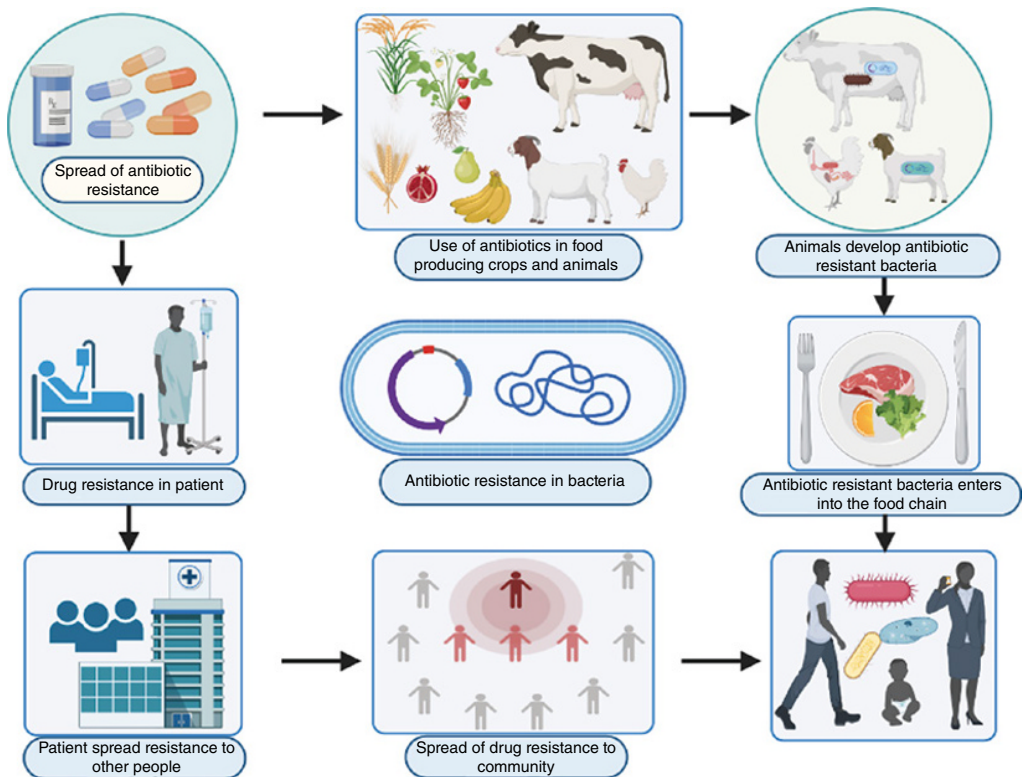 Spread of antibiotic
resistance
Use of antibiotics in food
producing crops and animals
Animals develop antibiotic
resistant bacteria
Drug resistance in patient
Antibiotic resistance in bacteria
Antibiotic resistant bacteria enters
into the food chain
Patient spread resistance to
other people
Spread of drug resistance to
community